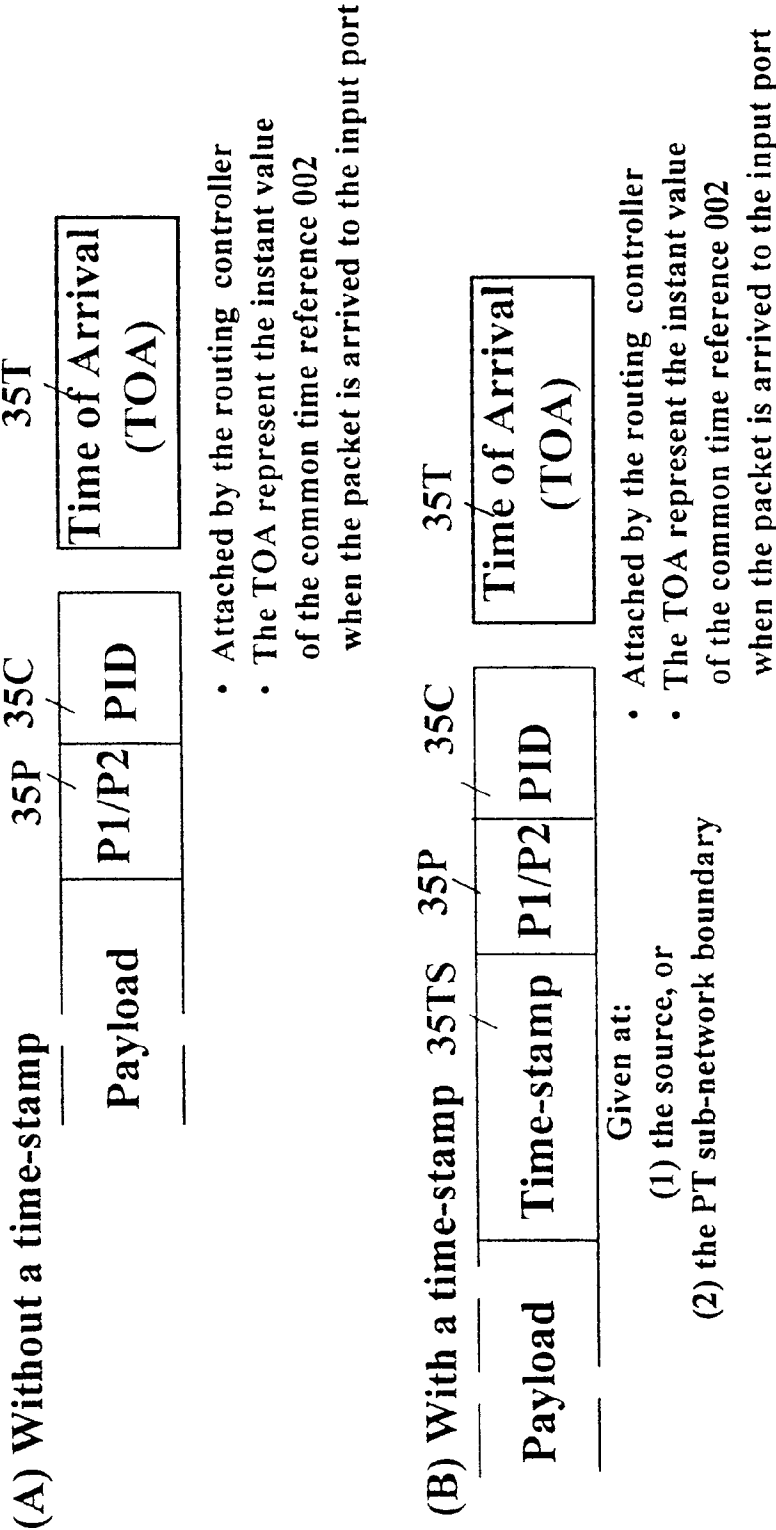 (A) Without a time-stamp
35P 35C 35T
Payload P1/P2 PID Time of Arrival
(TOA)
• Attached by the routing controller
• The TOA represent the instant value
of the common time reference 002
when the packet is arrived to the input port
(B) With a time-stamp 35TS 35P 35C 35T
Payload Time-stamp P1/P2 PID Time of Arrival
(TOA)
Given at:
(1) the source, or
(2) the PT sub-network boundary
• Attached by the routing controller
• The TOA represent the instant value
of the common time reference 002
when the packet is arrived to the input port